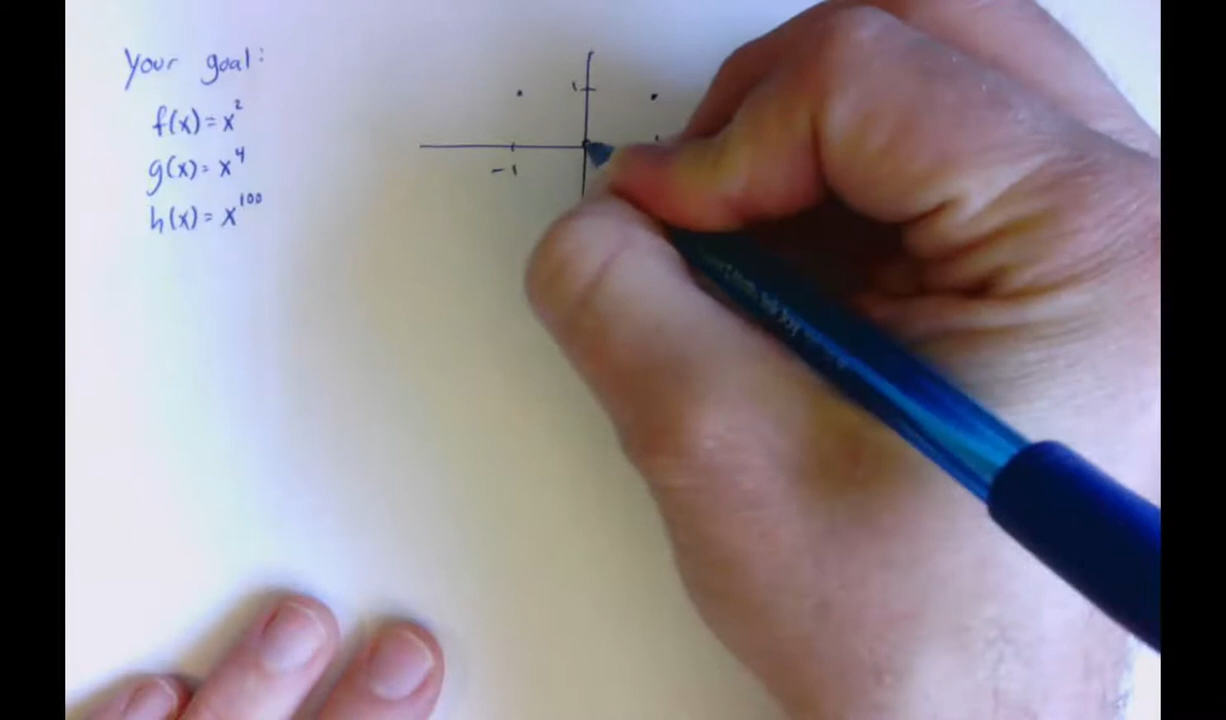 Your goal:
f(x) = x²
g(x) = x⁴
h(x) = x¹⁰⁰
1
-1